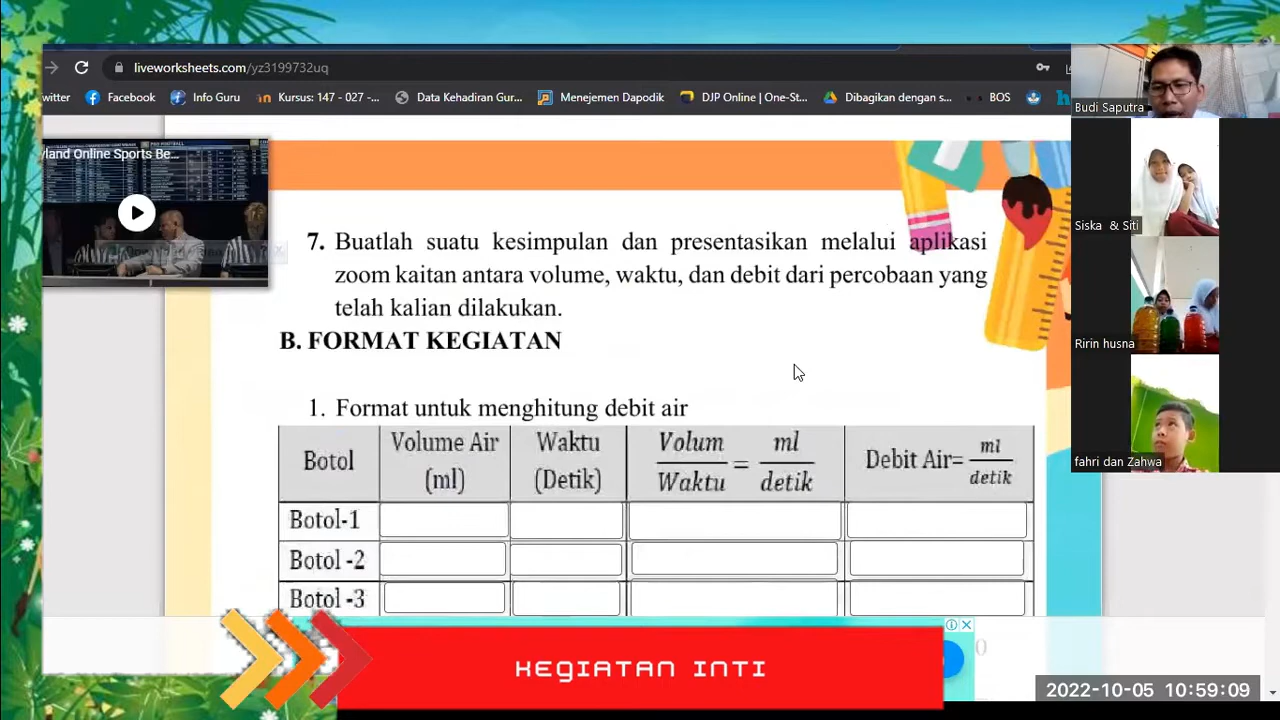 liveworksheets.com/yz3199732uq
witter
Facebook
Info Guru
Kursus: 147 - 027 -...
Data Kehadiran Gur...
Menejemen Dapodik
DJP Online | One-St...
Dibagikan dengan s...
BOS
Budi Saputra
yland Online Sports Be...
Siska & Siti
7. Buatlah suatu kesimpulan dan presentasikan melalui aplikasi
zoom kaitan antara volume, waktu, dan debit dari percobaan yang
telah kalian dilakukan.
B. FORMAT KEGIATAN
Ririn husna
1. Format untuk menghitung debit air
fahri dan Zahwa
Botol
Volume Air
(ml)
Waktu
(Detik)
Volum
Waktu
=
ml
detik
Debit Air=
ml
detik
Botol-1
Botol -2
Botol -3
KEGIATAN INTI
2022-10-05 10:59:09